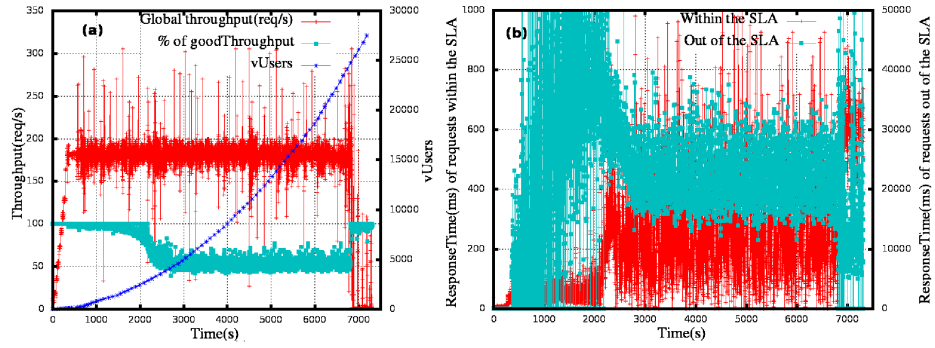 (a)
Global throughput(req/s)
% of goodThroughput
vUsers
Throughput(req/s)
350
300
250
200
150
100
50
0
30000
25000
20000
15000
10000
5000
0
vUsers
0 1000 2000 3000 4000 5000 6000 7000
Time(s)
(b)
Within the SLA
Out of the SLA
ResponseTime(ms) of requests within the SLA
1000
800
600
400
200
0
50000
40000
30000
20000
10000
0
ResponseTime(ms) of requests out of the SLA
0 1000 2000 3000 4000 5000 6000 7000
Time(s)